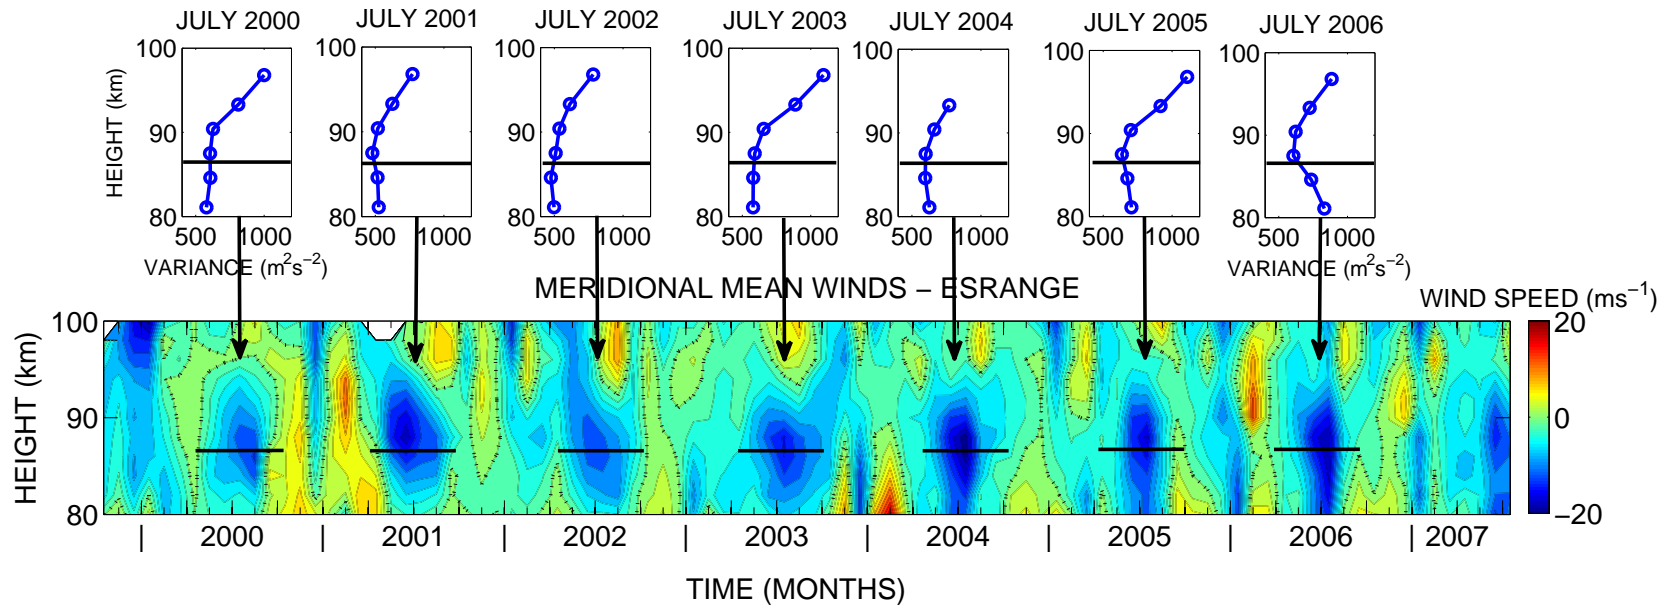 JULY 2000 JULY 2001 JULY 2002 JULY 2003 JULY 2004 JULY 2005 JULY 2006
100 100 100 100 100 100 100
90 90 90 90 90 90 90
80 80 80 80 80 80 80
HEIGHT (km)
500 1000 500 1000 500 1000 500 1000 500 1000 500 1000 500 1000
VARIANCE (m²s⁻²) VARIANCE (m²s⁻²)
MERIDIONAL MEAN WINDS – ESRANGE
WIND SPEED (ms⁻¹)
HEIGHT (km)
100
90
80
20
0
−20
| 2000 | 2001 | 2002 | 2003 | 2004 | 2005 | 2006 | 2007
TIME (MONTHS)